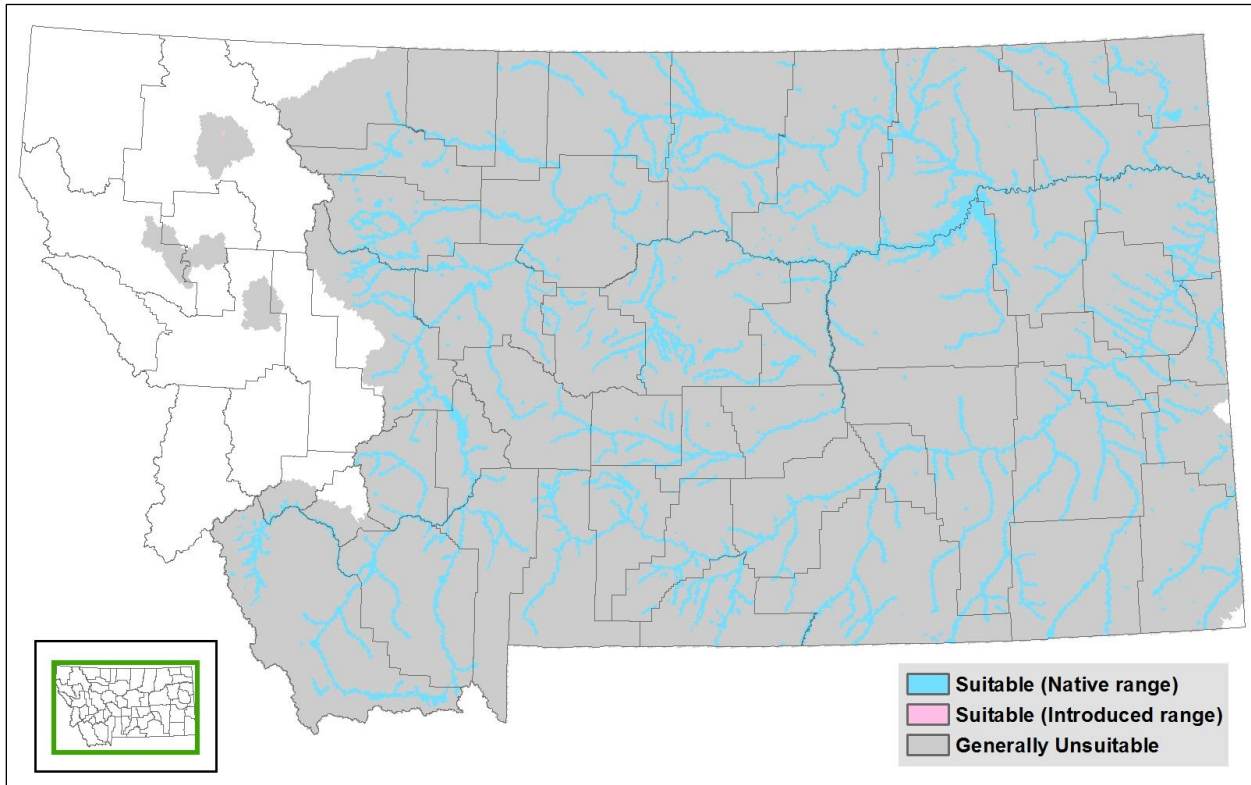 Suitable (Native range)
Suitable (Introduced range)
Generally Unsuitable